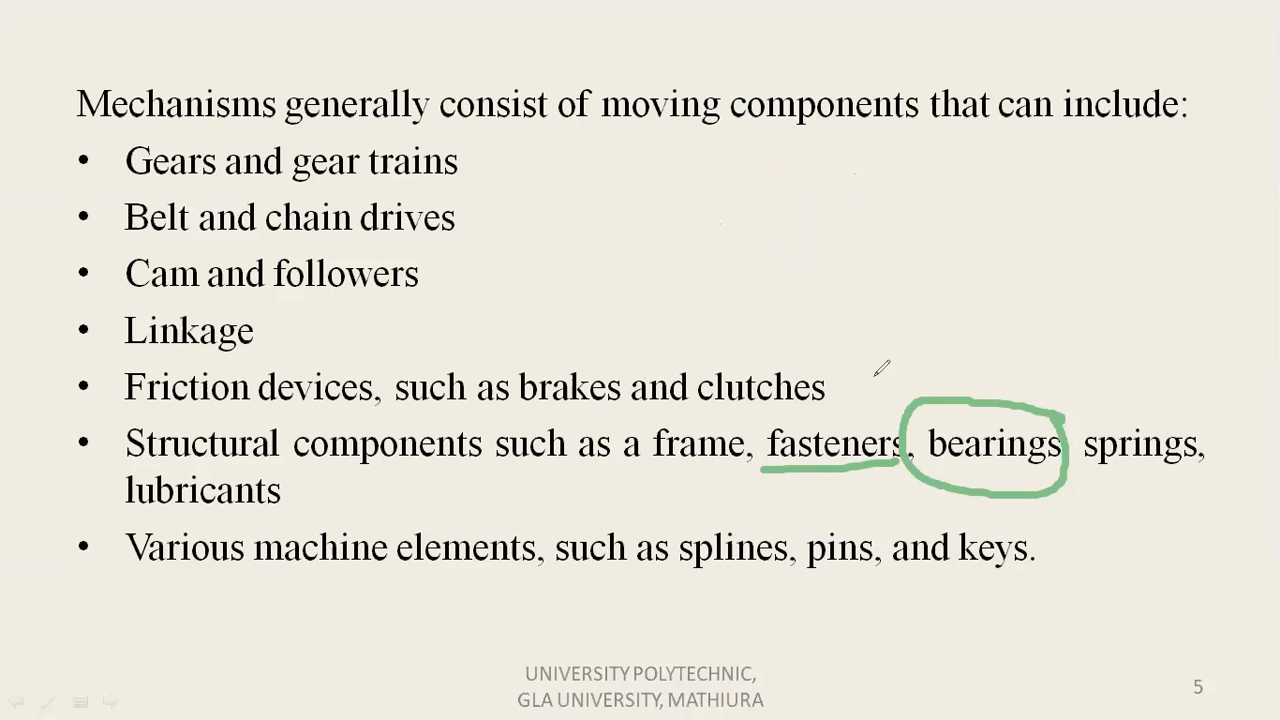 Mechanisms generally consist of moving components that can include:
• Gears and gear trains
• Belt and chain drives
• Cam and followers
• Linkage
• Friction devices, such as brakes and clutches
• Structural components such as a frame, fasteners, bearings springs,
lubricants
• Various machine elements, such as splines, pins, and keys.
UNIVERSITY POLYTECHNIC,
GLA UNIVERSITY, MATHIURA
5